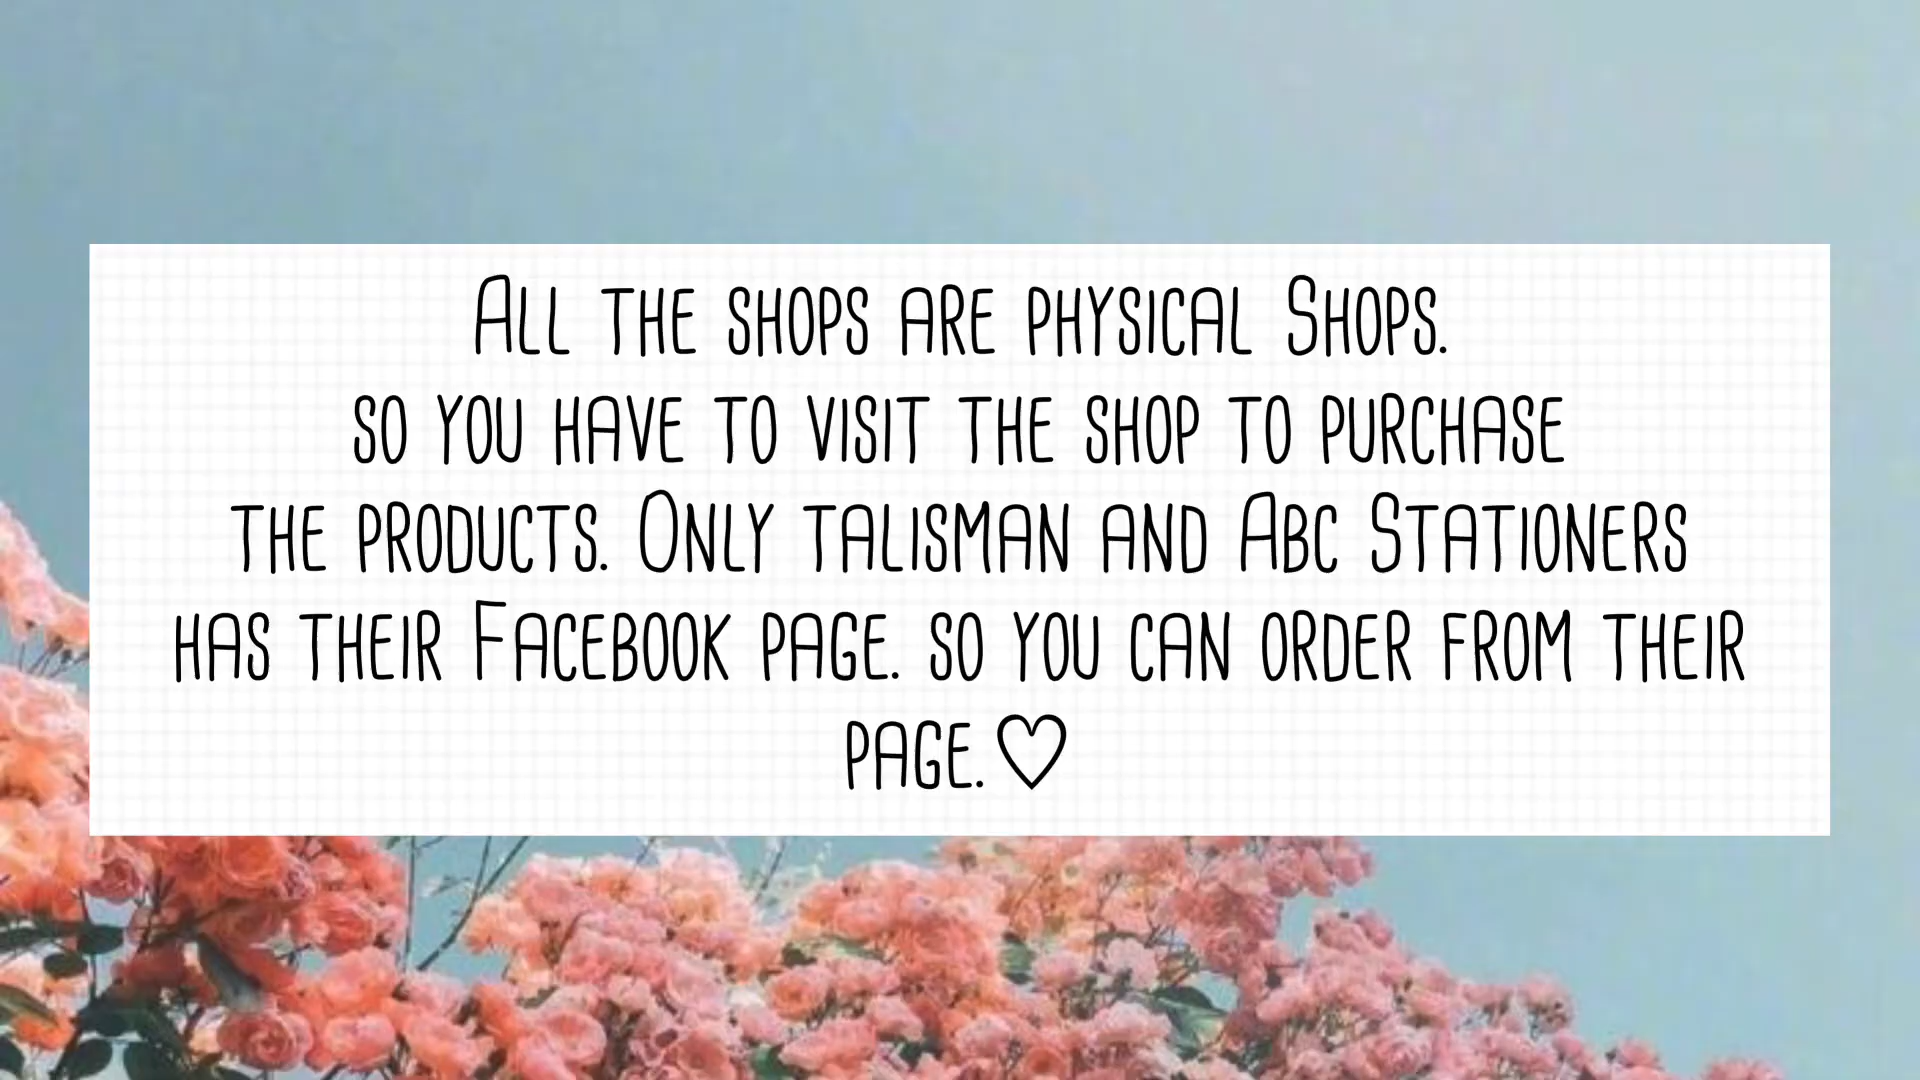 All the shops are physical Shops.
so you have to visit the shop to purchase
the products. Only talisman and Abc Stationers
has their Facebook page. so you can order from their
page.♡